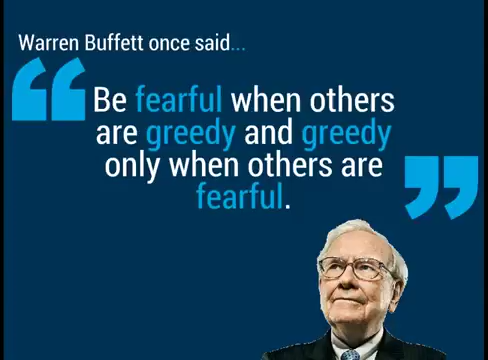 Warren Buffett once said...
Be fearful when others
are greedy and greedy
only when others are
fearful.